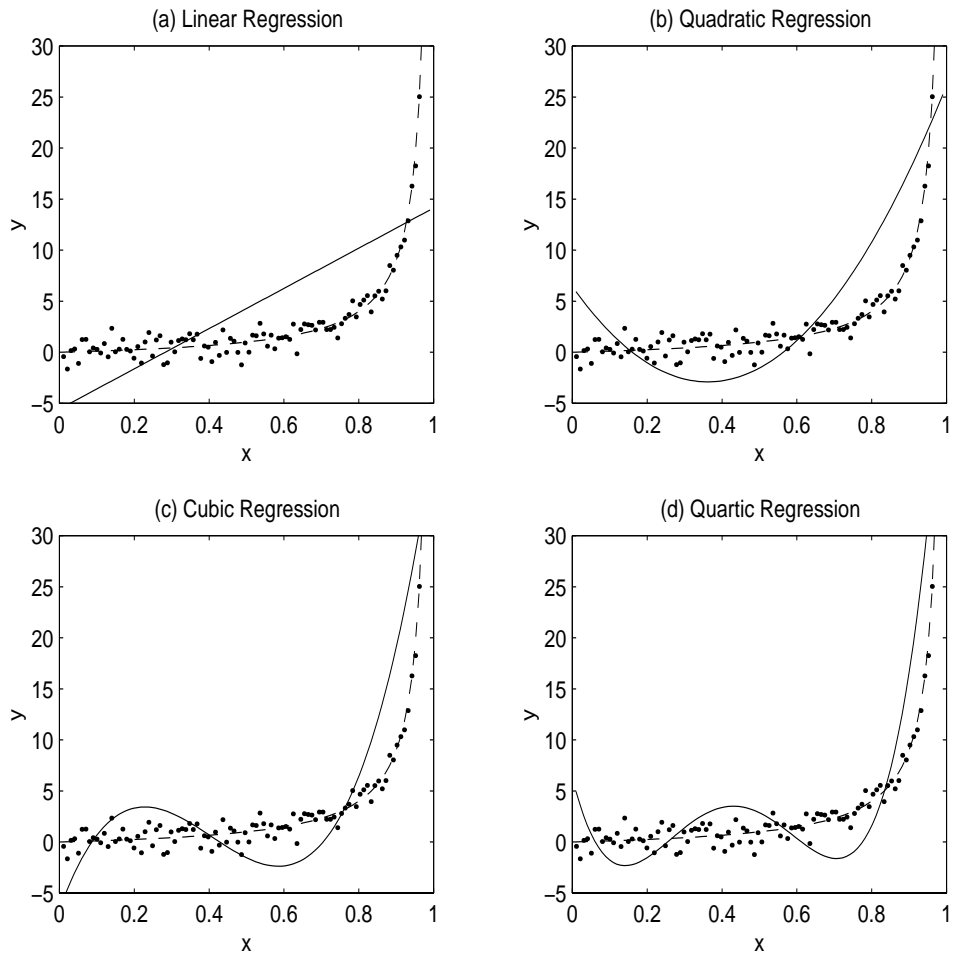 (a) Linear Regression
30
25
20
15
10
5
0
−5
y
0 0.2 0.4 0.6 0.8 1
x
(b) Quadratic Regression
30
25
20
15
10
5
0
−5
y
0 0.2 0.4 0.6 0.8 1
x
(c) Cubic Regression
30
25
20
15
10
5
0
−5
y
0 0.2 0.4 0.6 0.8 1
x
(d) Quartic Regression
30
25
20
15
10
5
0
−5
y
0 0.2 0.4 0.6 0.8 1
x